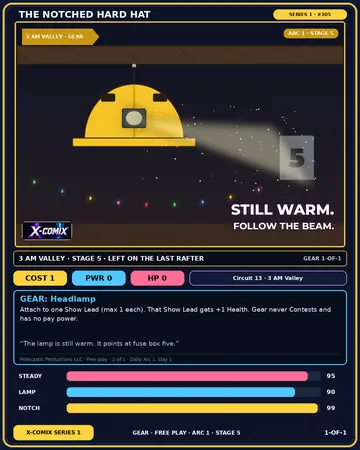 THE NOTCHED HARD HAT
SERIES 1 · #105
3 AM VALLEY · GEAR
ARC 1 · STAGE 5
5
STILL WARM.
FOLLOW THE BEAM.
X-COMIX
3 AM VALLEY · STAGE 5 · LEFT ON THE LAST RAFTER
GEAR 1-OF-1
COST 1
PWR 0
HP 0
Circuit 13 · 3 AM Valley
GEAR: Headlamp
Attach to one Show Lead (max 1 each). That Show Lead gets +1 Health. Gear never Contests and
has no pay power.
“The lamp is still warm. It points at fuse box five.”
Petecastic Productions LLC · Free play · 1-of-1 · Daily Arc 1, Day 1
STEADY
95
LAMP
90
NOTCH
99
X-COMIX SERIES 1
GEAR · FREE PLAY · ARC 1 · STAGE 5
1-OF-1